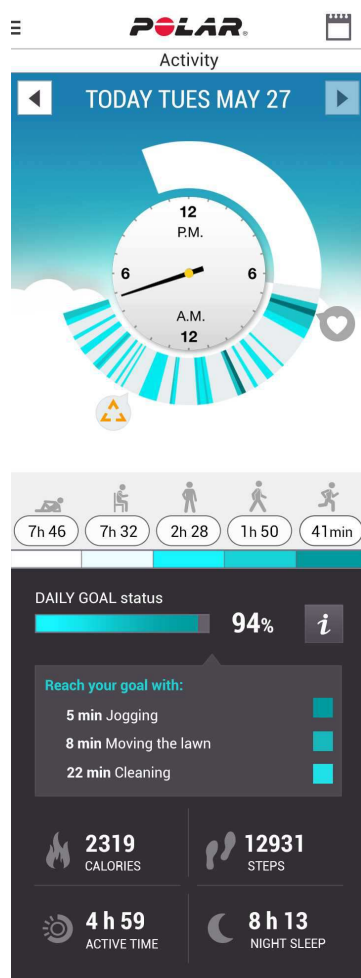 POLAR
Activity
TODAY TUES MAY 27
12
P.M.
6 6
A.M.
12
7h 46 7h 32 2h 28 1h 50 41min
DAILY GOAL status
94% i
Reach your goal with:
5 min Jogging
8 min Moving the lawn
22 min Cleaning
2319 12931
CALORIES STEPS
4 h 59 8 h 13
ACTIVE TIME NIGHT SLEEP